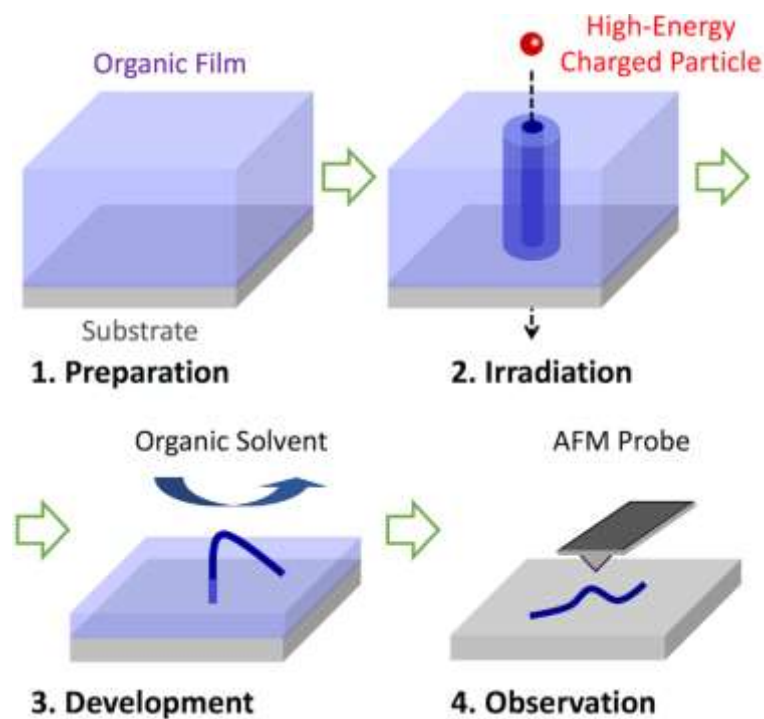 High-Energy
Charged Particle
Organic Film
Substrate
1. Preparation
2. Irradiation
Organic Solvent
AFM Probe
3. Development
4. Observation